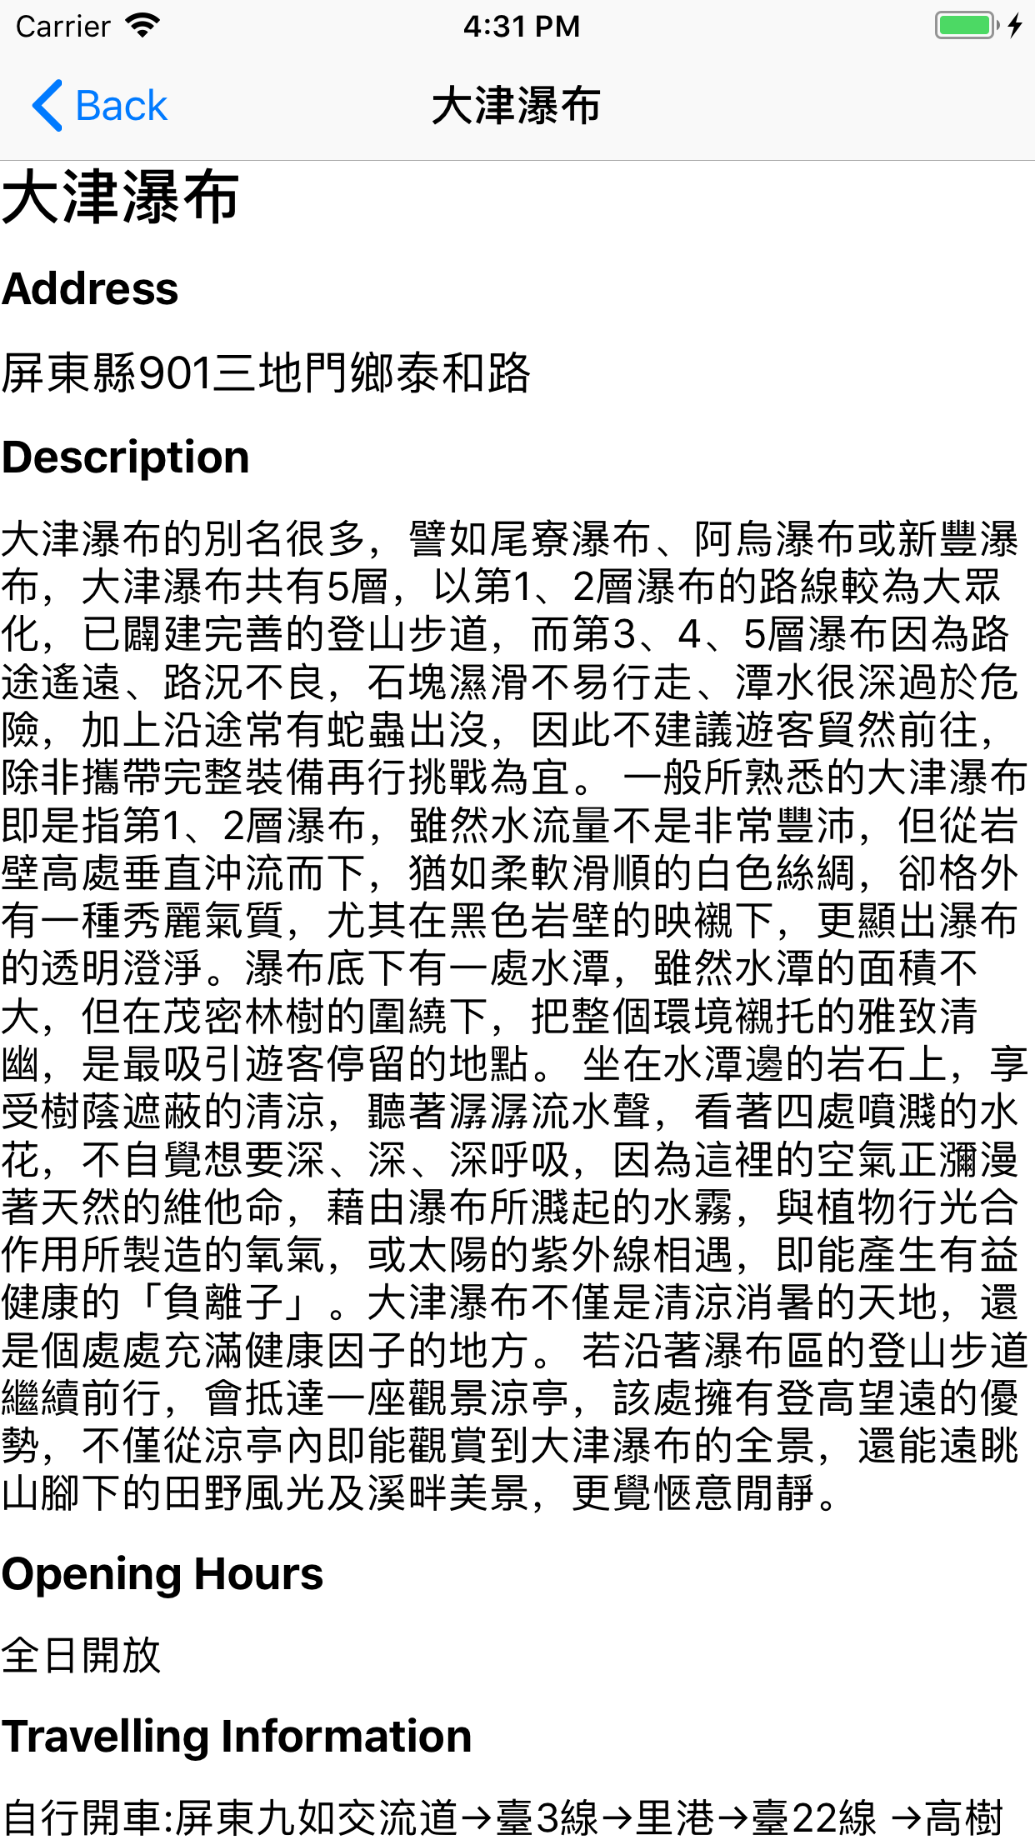 Carrier 4:31 PM
Back 大津瀑布
大津瀑布
Address
屏東縣901三地門鄉泰和路
Description
大津瀑布的別名很多，譬如尾寮瀑布、阿烏瀑布或新豐瀑
布，大津瀑布共有5層，以第1、2層瀑布的路線較為大眾
化，已闢建完善的登山步道，而第3、4、5層瀑布因為路
途遙遠、路況不良，石塊濕滑不易行走、潭水很深過於危
險，加上沿途常有蛇蟲出沒，因此不建議遊客貿然前往，
除非攜帶完整裝備再行挑戰為宜。 一般所熟悉的大津瀑布
即是指第1、2層瀑布，雖然水流量不是非常豐沛，但從岩
壁高處垂直沖流而下，猶如柔軟滑順的白色絲綢，卻格外
有一種秀麗氣質，尤其在黑色岩壁的映襯下，更顯出瀑布
的透明澄淨。瀑布底下有一處水潭，雖然水潭的面積不
大，但在茂密林樹的圍繞下，把整個環境襯托的雅致清
幽，是最吸引遊客停留的地點。 坐在水潭邊的岩石上，享
受樹蔭遮蔽的清涼，聽著潺潺流水聲，看著四處噴濺的水
花，不自覺想要深、深、深呼吸，因為這裡的空氣正瀰漫
著天然的維他命，藉由瀑布所濺起的水霧，與植物行光合
作用所製造的氧氣，或太陽的紫外線相遇，即能產生有益
健康的「負離子」。大津瀑布不僅是清涼消暑的天地，還
是個處處充滿健康因子的地方。 若沿著瀑布區的登山步道
繼續前行，會抵達一座觀景涼亭，該處擁有登高望遠的優
勢，不僅從涼亭內即能觀賞到大津瀑布的全景，還能遠眺
山腳下的田野風光及溪畔美景，更覺愜意閒靜。
Opening Hours
全日開放
Travelling Information
自行開車:屏東九如交流道→臺3線→里港→臺22線 →高樹